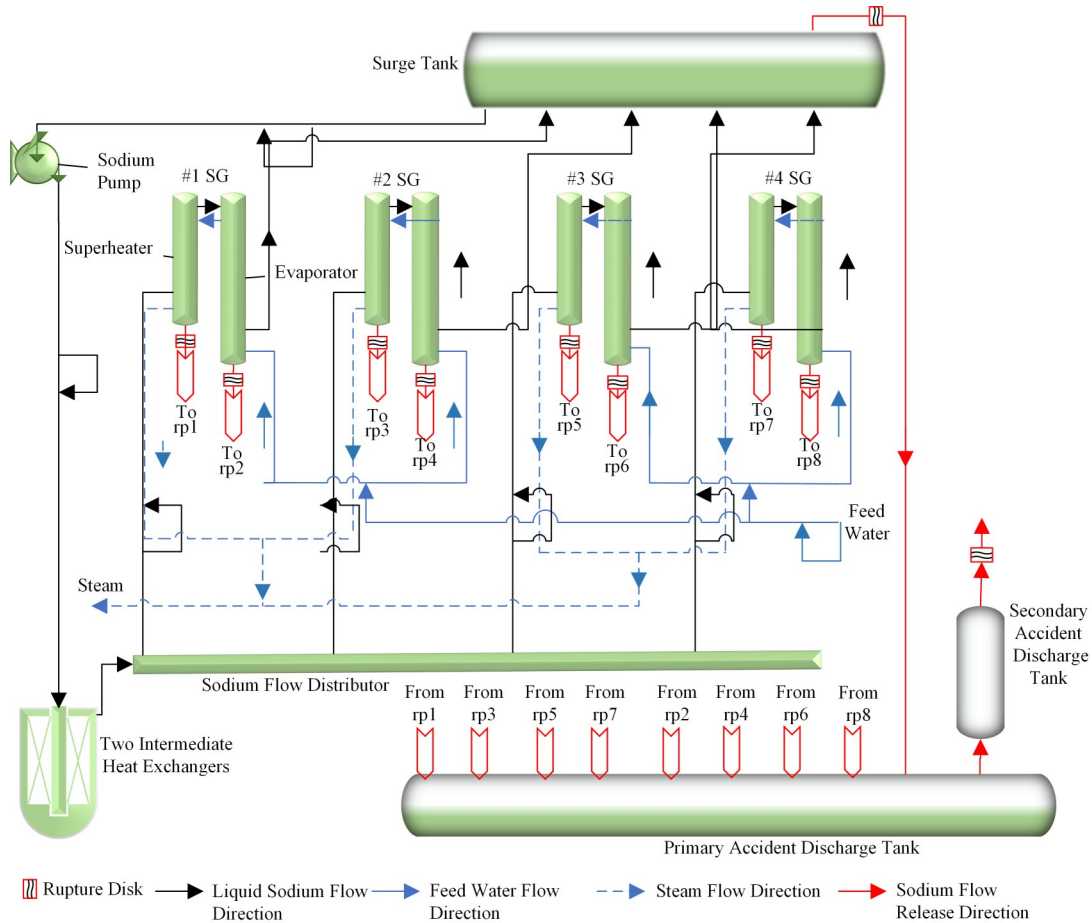 Surge Tank
Sodium
Pump
#1 SG
#2 SG
#3 SG
#4 SG
Superheater
Evaporator
To
rp1
To
rp2
To
rp3
To
rp4
To
rp5
To
rp6
To
rp7
To
rp8
Feed
Water
Steam
Secondary
Accident
Discharge
Tank
Sodium Flow Distributor
From
rp1
From
rp3
From
rp5
From
rp7
From
rp2
From
rp4
From
rp6
From
rp8
Two Intermediate
Heat Exchangers
Primary Accident Discharge Tank
Rupture Disk
Liquid Sodium Flow
Direction
Feed Water Flow
Direction
Steam Flow Direction
Sodium Flow
Release Direction